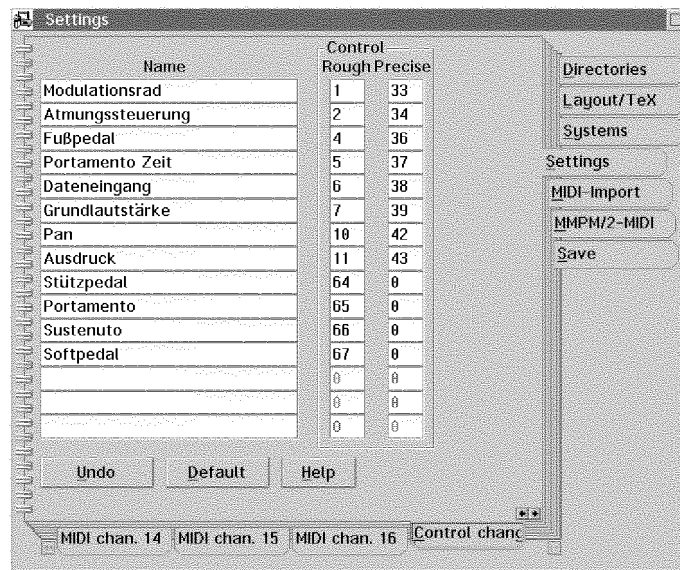 Settings
Control
Name Rough Precise
Modulationsrad 1 33
Atmungssteuerung 2 34
Fußpedal 4 36
Portamento Zeit 5 37
Dateneingang 6 38
Grundlautstärke 7 39
Pan 10 42
Ausdruck 11 43
Stützpedal 64 0
Portamento 65 0
Sustenuto 66 0
Softpedal 67 0
0 0
0 0
0 0
Undo Default Help
MIDI chan. 14 MIDI chan. 15 MIDI chan. 16 Control chang
Directories
Layout/TeX
Systems
Settings
MIDI-Import
MMPM/2-MIDI
Save